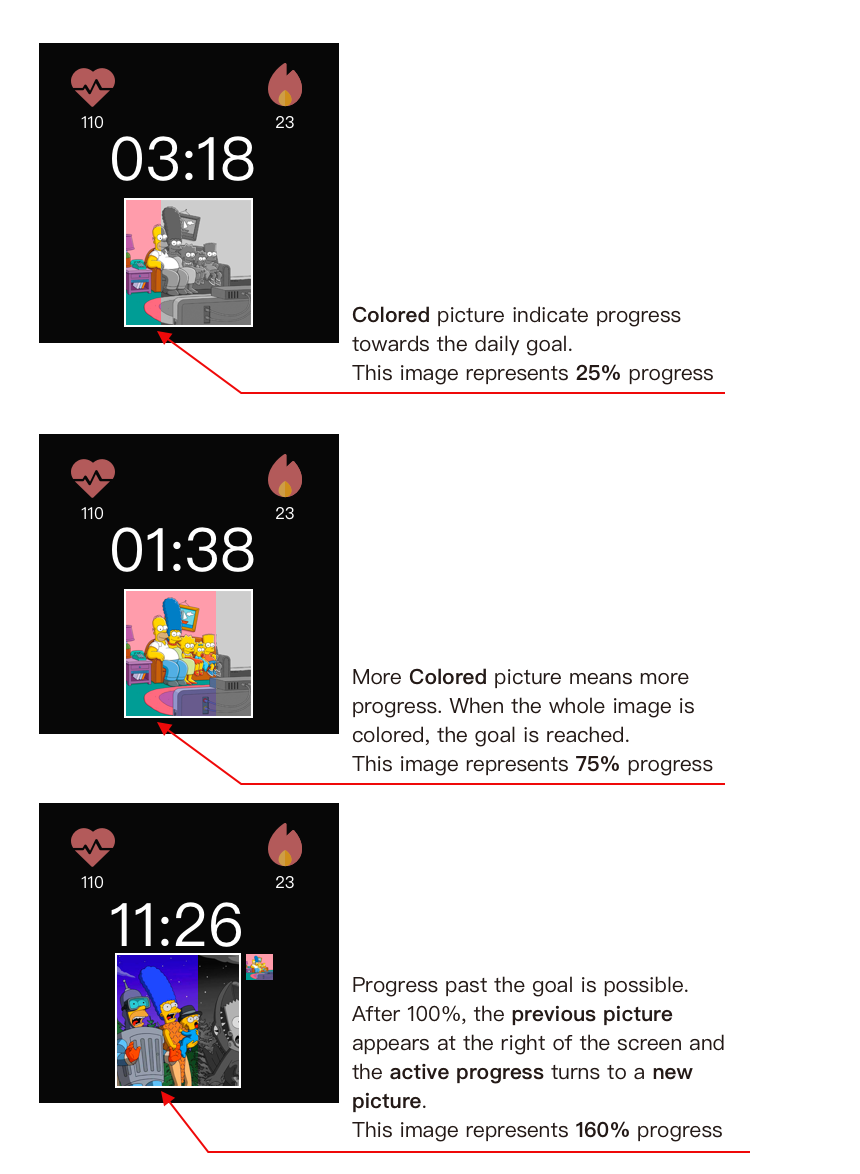 110 23
03:18
Colored picture indicate progress
towards the daily goal.
This image represents 25% progress
110 23
01:38
More Colored picture means more
progress. When the whole image is
colored, the goal is reached.
This image represents 75% progress
110 23
11:26
Progress past the goal is possible.
After 100%, the previous picture
appears at the right of the screen and
the active progress turns to a new
picture.
This image represents 160% progress